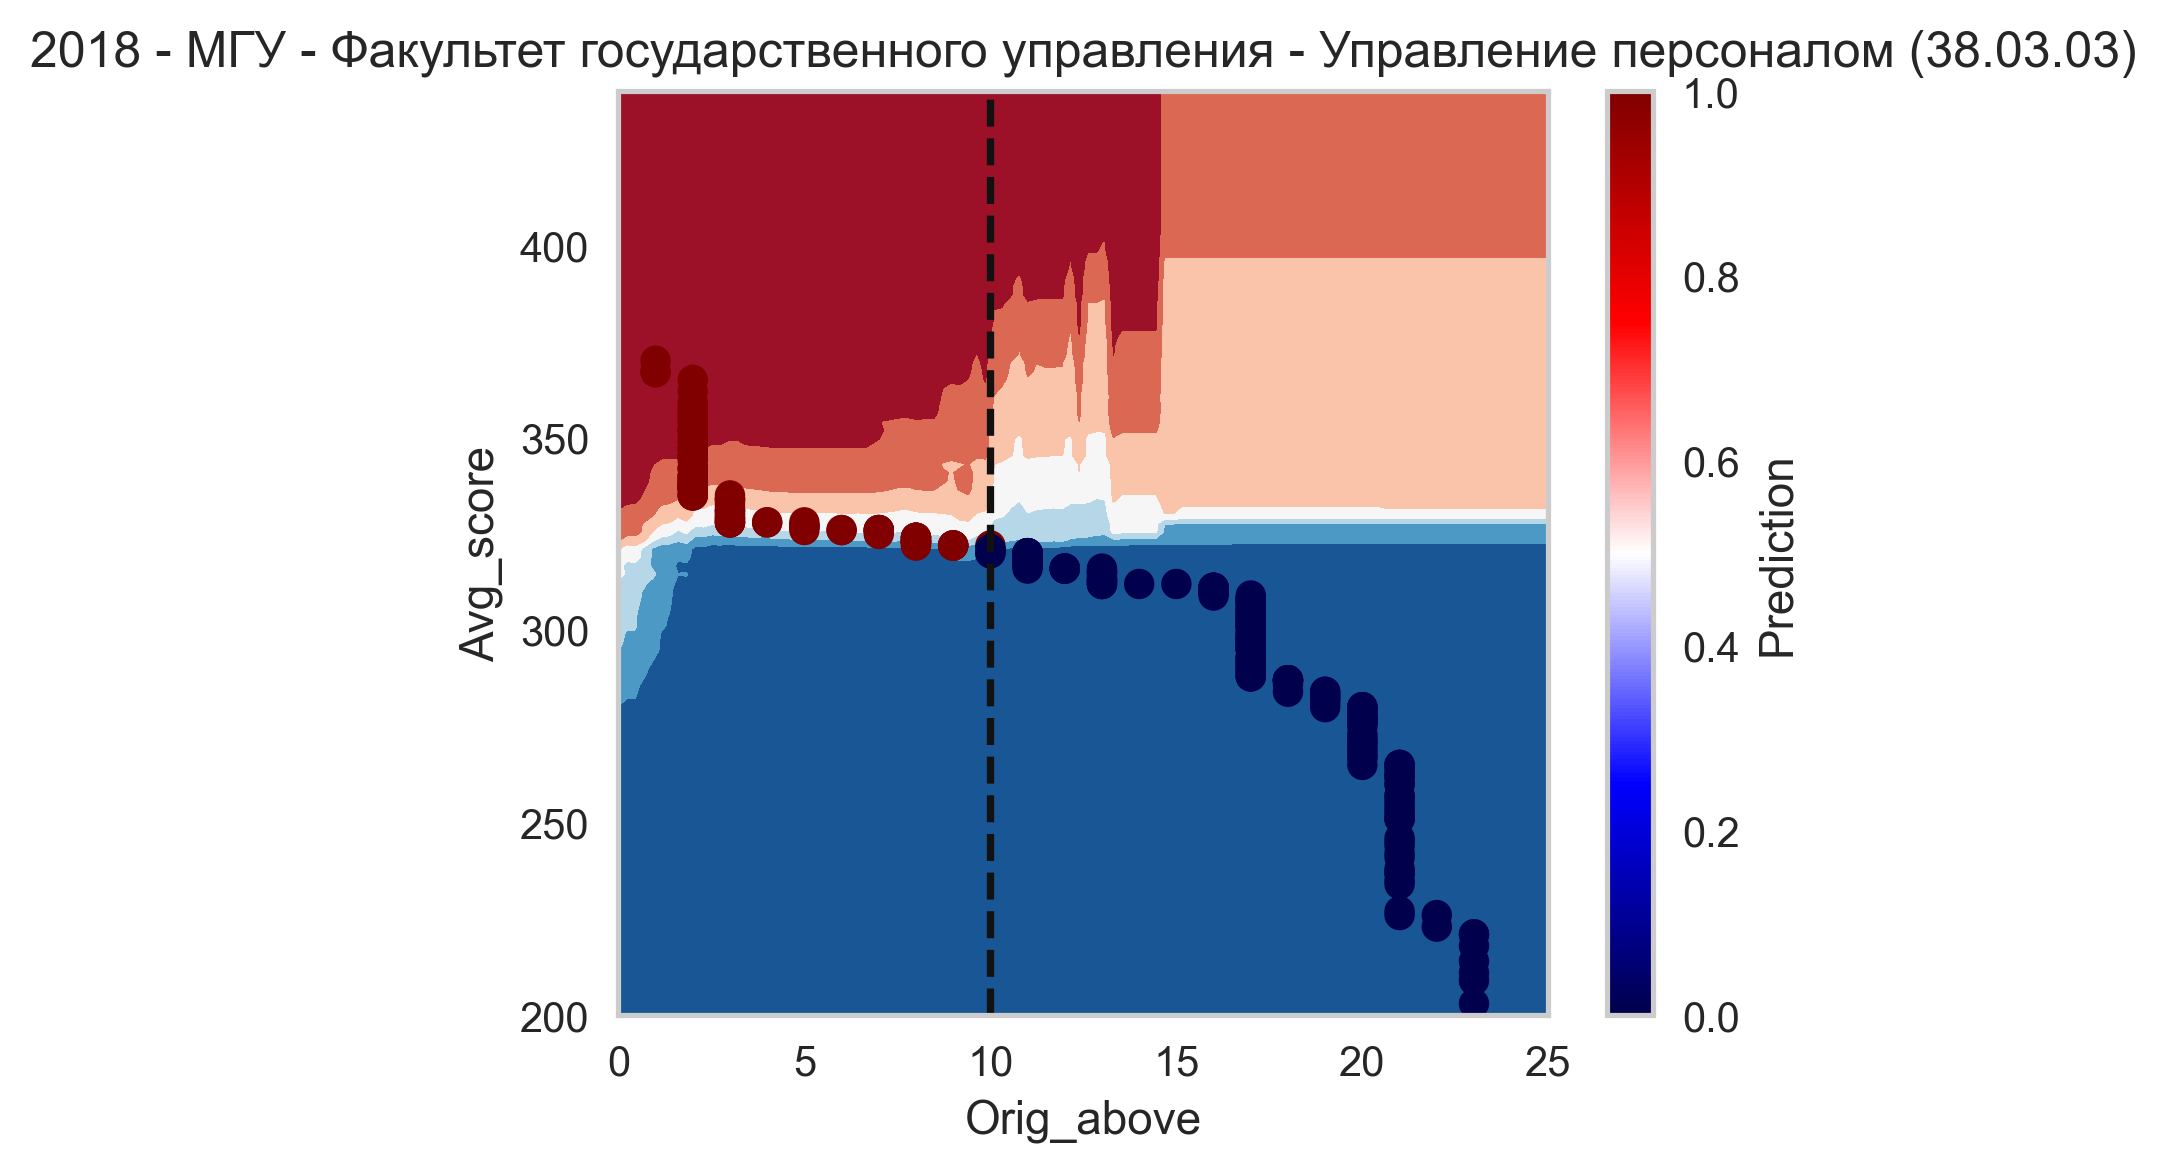 2018 - МГУ - Факультет государственного управления - Управление персоналом (38.03.03)
1.0
400
0.8
350
0.6
Avg_score
Prediction
300
0.4
250
0.2
200
0.0
0 5 10 15 20 25
Orig_above